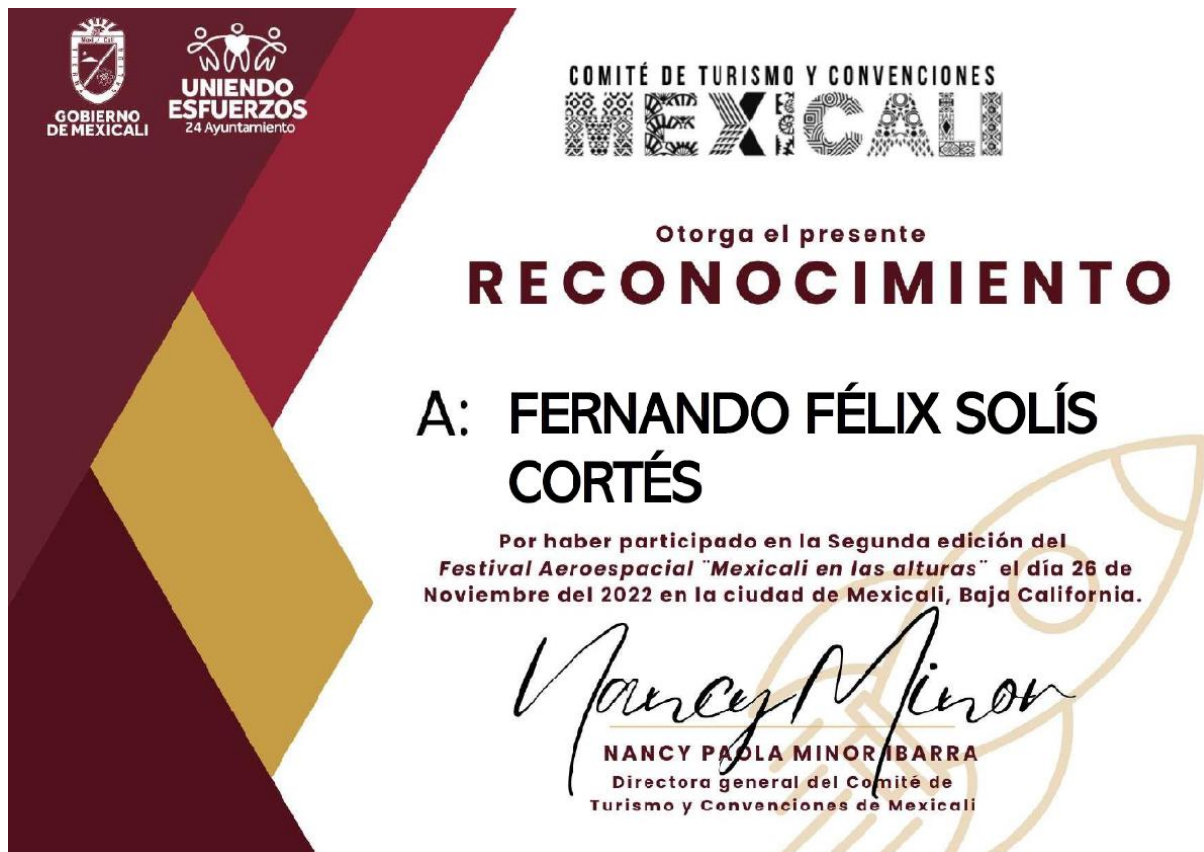 GOBIERNO
DE MEXICALI
UNIENDO
ESFUERZOS
24 Ayuntamiento
COMITÉ DE TURISMO Y CONVENCIONES
MEXICALI
Otorga el presente
RECONOCIMIENTO
A: FERNANDO FÉLIX SOLÍS
CORTÉS
Por haber participado en la Segunda edición del
Festival Aeroespacial ¨Mexicali en las alturas¨ el día 26 de
Noviembre del 2022 en la ciudad de Mexicali, Baja California.
Nancy Minor
NANCY PAOLA MINOR IBARRA
Directora general del Comité de
Turismo y Convenciones de Mexicali